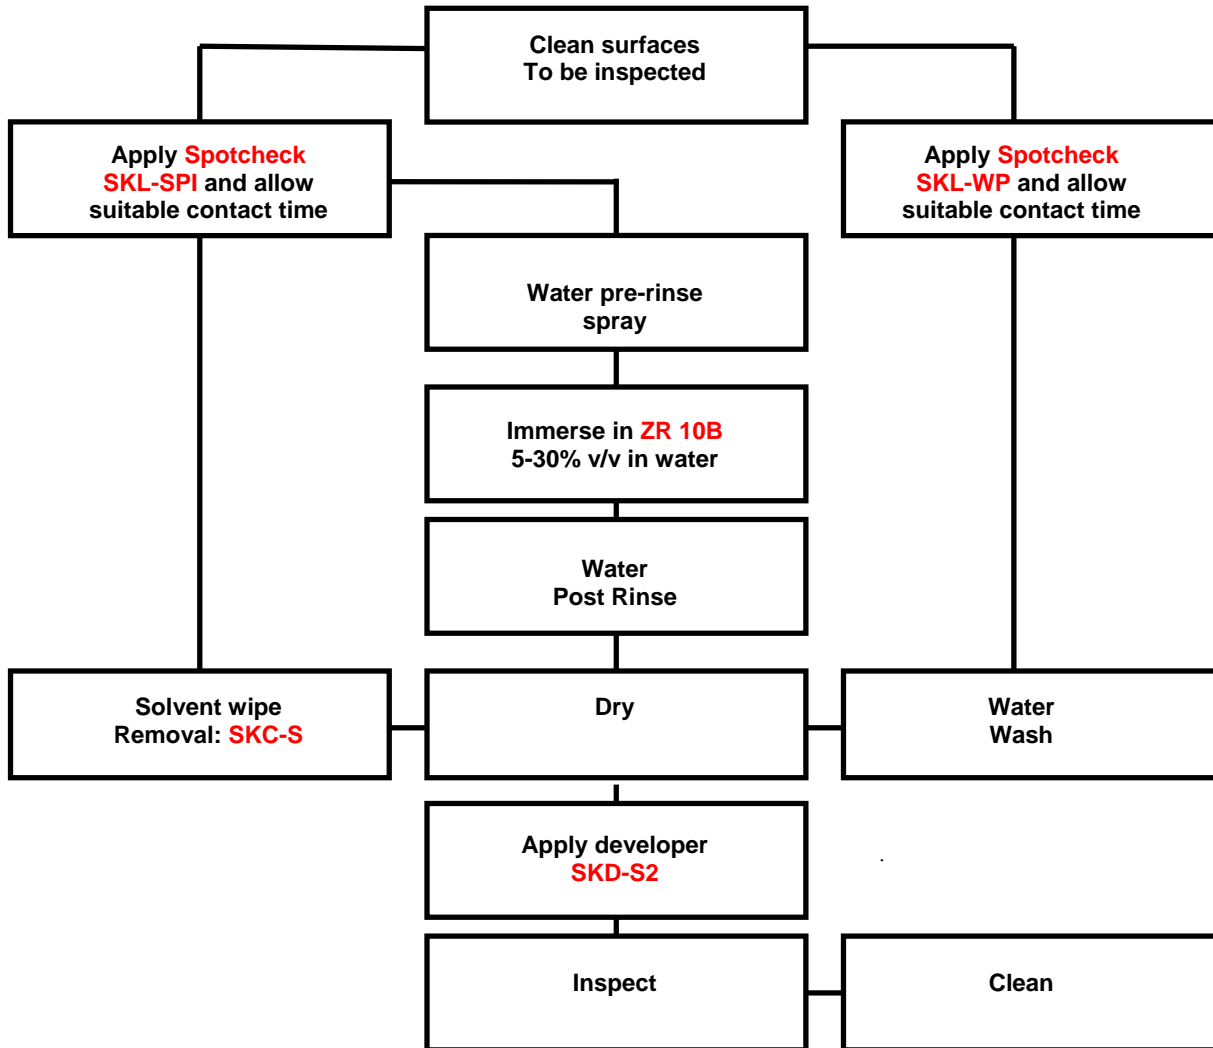 Clean surfaces
To be inspected
Apply Spotcheck
SKL-SPI and allow
suitable contact time
Apply Spotcheck
SKL-WP and allow
suitable contact time
Water pre-rinse
spray
Immerse in ZR 10B
5-30% v/v in water
Water
Post Rinse
Solvent wipe
Removal: SKC-S
Dry
Water
Wash
Apply developer
SKD-S2
Inspect
Clean